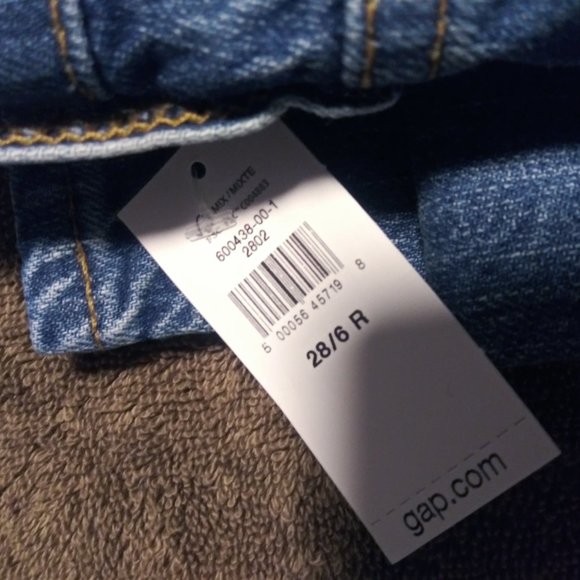 MIX/MIXTE
600438-00-1
2802
5 00056 45719 8
28/6 R
gap.com